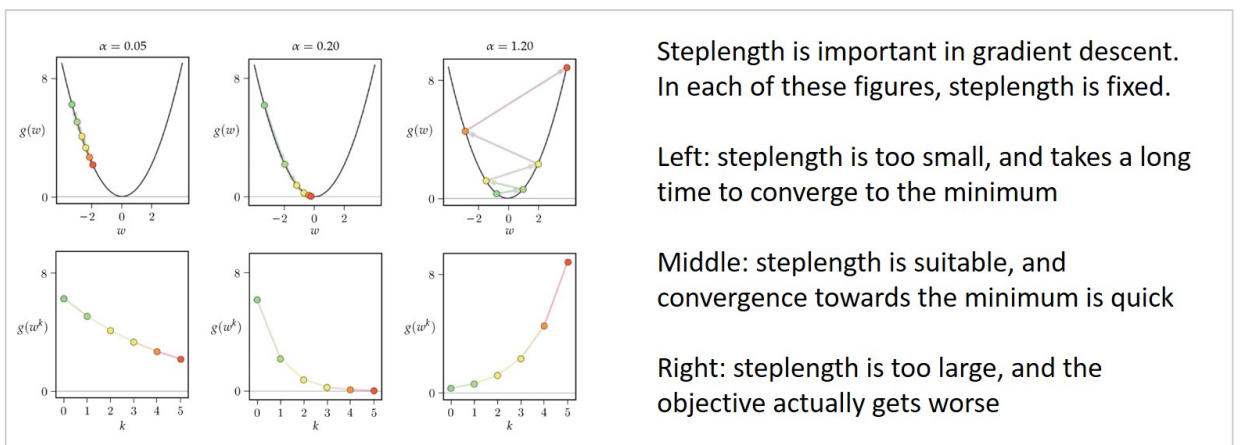 α = 0.05
α = 0.20
α = 1.20
8
g(w)
0
−2 0 2
w
8
g(w)
0
−2 0 2
w
8
g(w)
0
−2 0 2
w
8
g(wᵏ)
0
0 1 2 3 4 5
k
8
g(wᵏ)
0
0 1 2 3 4 5
k
8
g(wᵏ)
0
0 1 2 3 4 5
k
Steplength is important in gradient descent.
In each of these figures, steplength is fixed.
Left: steplength is too small, and takes a long
time to converge to the minimum
Middle: steplength is suitable, and
convergence towards the minimum is quick
Right: steplength is too large, and the
objective actually gets worse